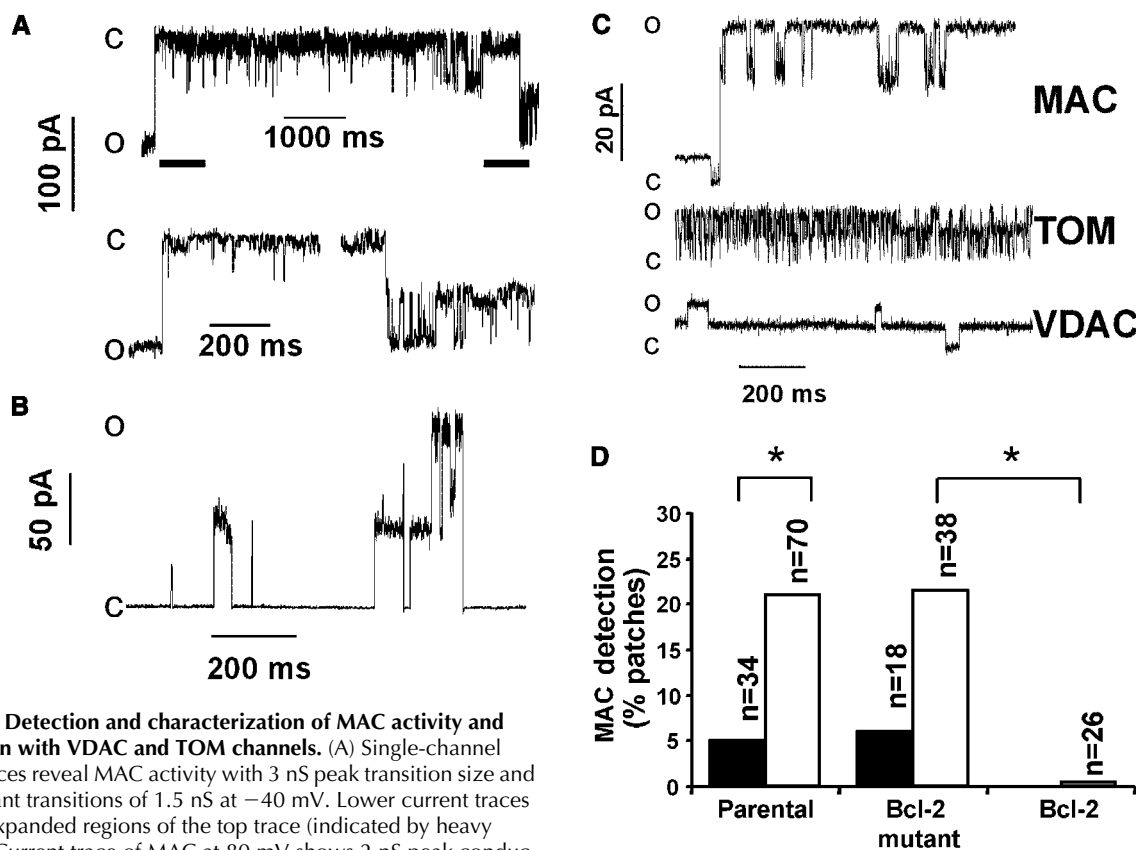 A
C
O
100 pA
1000 ms
C
O
200 ms
B
O
C
50 pA
200 ms
Detection and characterization of MAC activity and
n with VDAC and TOM channels. (A) Single-channel
ces reveal MAC activity with 3 nS peak transition size and
ant transitions of 1.5 nS at −40 mV. Lower current traces
xpanded regions of the top trace (indicated by heavy
C
O
20 pA
C
MAC
O
C
TOM
O
C
VDAC
200 ms
D
*
*
MAC detection
(% patches)
30
25
20
15
10
5
0
n=34
n=70
n=18
n=38
n=26
Parental
Bcl-2
mutant
Bcl-2